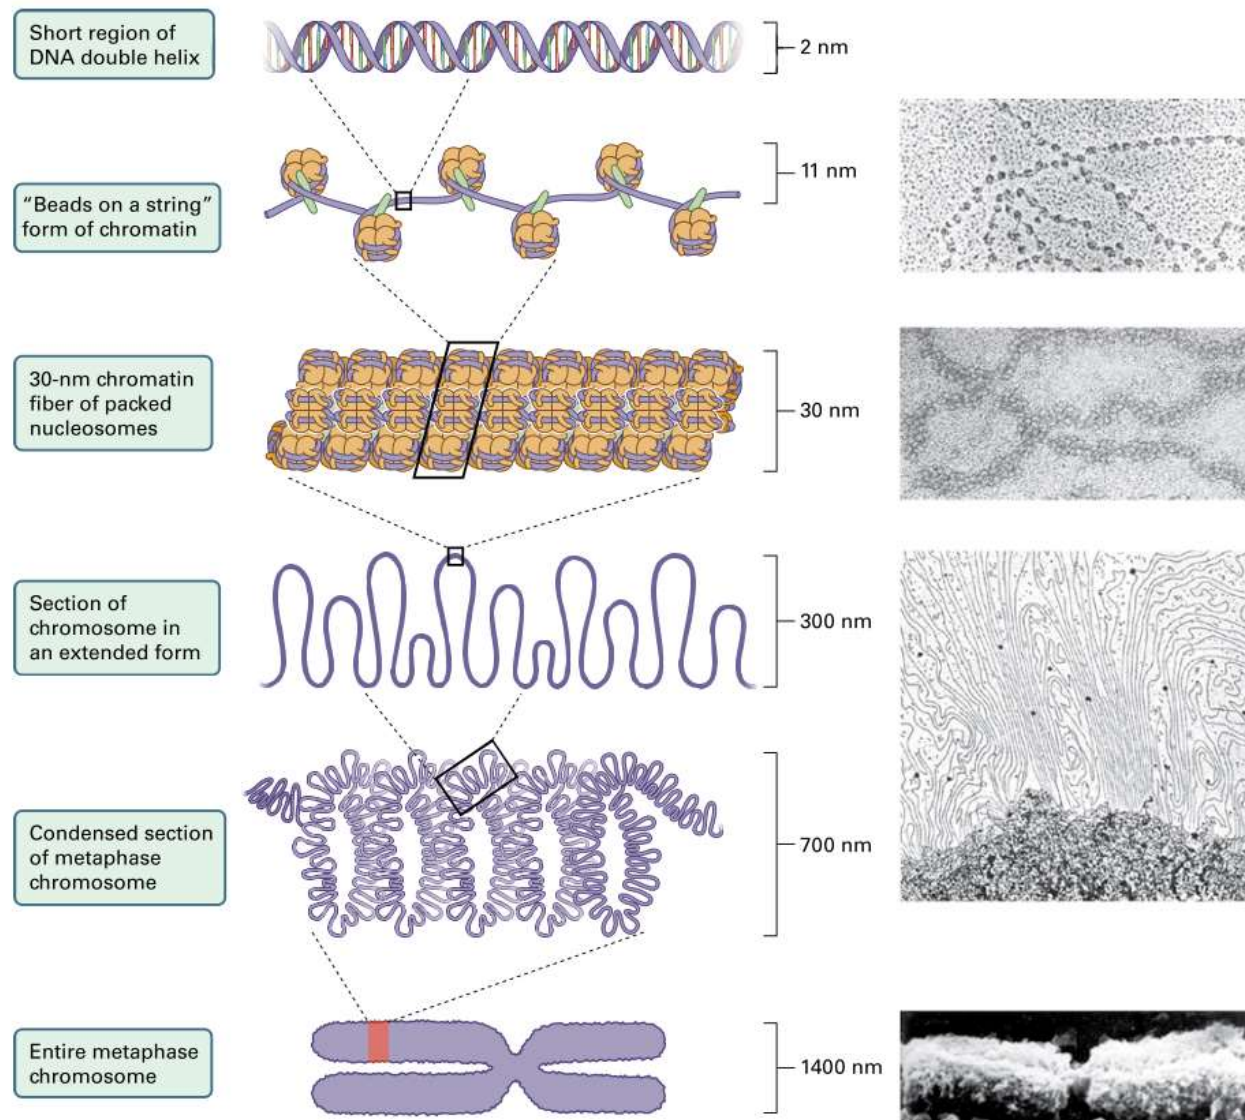 Short region of
DNA double helix
2 nm
11 nm
“Beads on a string”
form of chromatin
30-nm chromatin
fiber of packed
nucleosomes
30 nm
Section of
chromosome in
an extended form
300 nm
Condensed section
of metaphase
chromosome
700 nm
Entire metaphase
chromosome
1400 nm